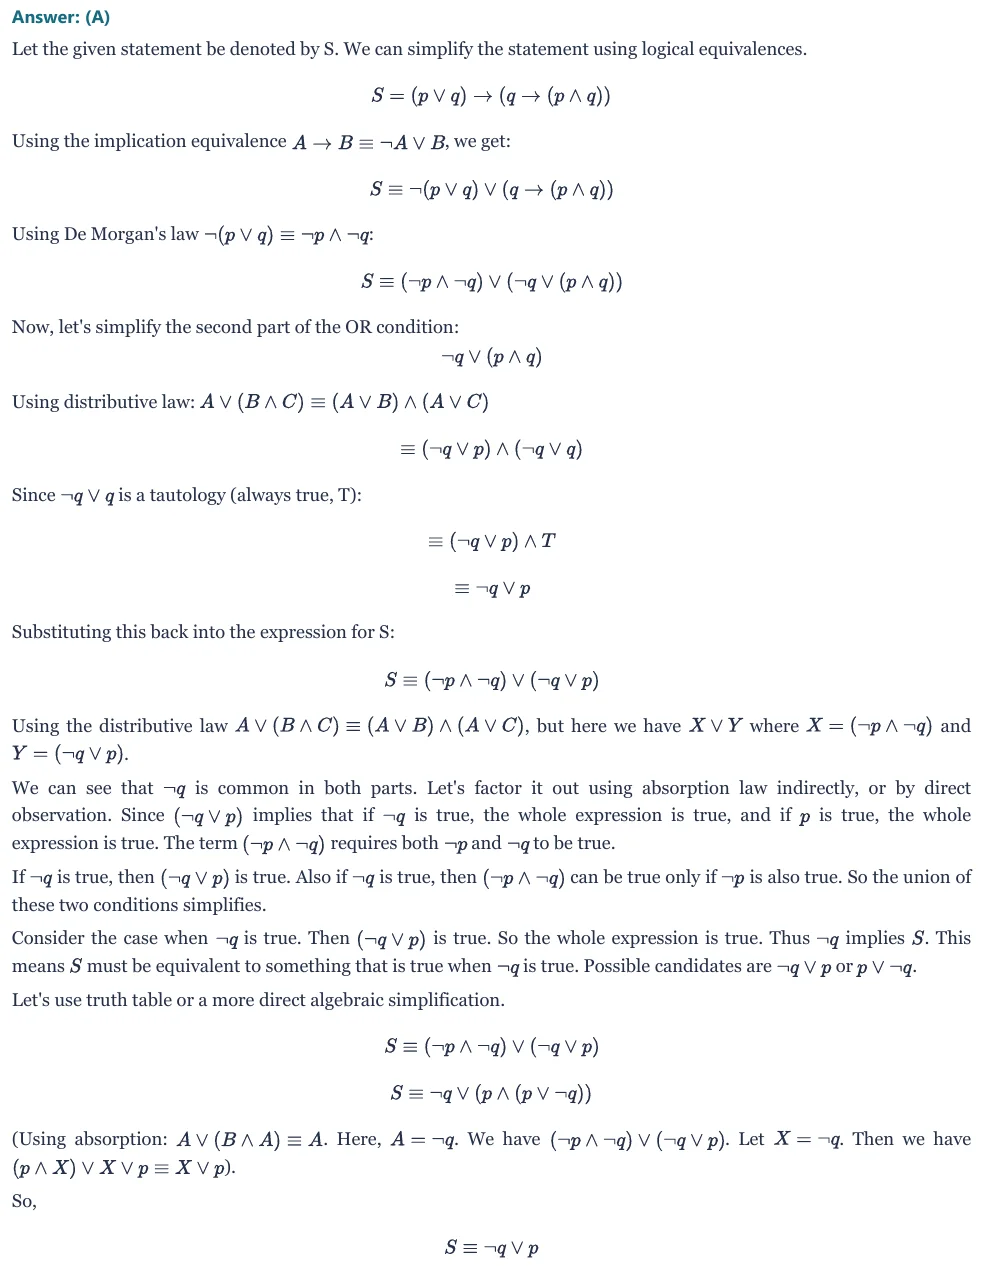 Answer: (A)
Let the given statement be denoted by S. We can simplify the statement using logical equivalences.
S = (p ∨ q) → (q → (p ∧ q))
Using the implication equivalence A → B ≡ ¬A ∨ B, we get:
S ≡ ¬(p ∨ q) ∨ (q → (p ∧ q))
Using De Morgan's law ¬(p ∨ q) ≡ ¬p ∧ ¬q:
S ≡ (¬p ∧ ¬q) ∨ (¬q ∨ (p ∧ q))
Now, let's simplify the second part of the OR condition:
¬q ∨ (p ∧ q)
Using distributive law: A ∨ (B ∧ C) ≡ (A ∨ B) ∧ (A ∨ C)
≡ (¬q ∨ p) ∧ (¬q ∨ q)
Since ¬q ∨ q is a tautology (always true, T):
≡ (¬q ∨ p) ∧ T
≡ ¬q ∨ p
Substituting this back into the expression for S:
S ≡ (¬p ∧ ¬q) ∨ (¬q ∨ p)
Using the distributive law A ∨ (B ∧ C) ≡ (A ∨ B) ∧ (A ∨ C), but here we have X ∨ Y where X = (¬p ∧ ¬q) and
Y = (¬q ∨ p).
We can see that ¬q is common in both parts. Let's factor it out using absorption law indirectly, or by direct
observation. Since (¬q ∨ p) implies that if ¬q is true, the whole expression is true, and if p is true, the whole
expression is true. The term (¬p ∧ ¬q) requires both ¬p and ¬q to be true.
If ¬q is true, then (¬q ∨ p) is true. Also if ¬q is true, then (¬p ∧ ¬q) can be true only if ¬p is also true. So the union of
these two conditions simplifies.
Consider the case when ¬q is true. Then (¬q ∨ p) is true. So the whole expression is true. Thus ¬q implies S. This
means S must be equivalent to something that is true when ¬q is true. Possible candidates are ¬q ∨ p or p ∨ ¬q.
Let's use truth table or a more direct algebraic simplification.
S ≡ (¬p ∧ ¬q) ∨ (¬q ∨ p)
S ≡ ¬q ∨ (p ∧ (p ∨ ¬q))
(Using absorption: A ∨ (B ∧ A) ≡ A. Here, A = ¬q. We have (¬p ∧ ¬q) ∨ (¬q ∨ p). Let X = ¬q. Then we have
(p ∧ X) ∨ X ∨ p ≡ X ∨ p).
So,
S ≡ ¬q ∨ p